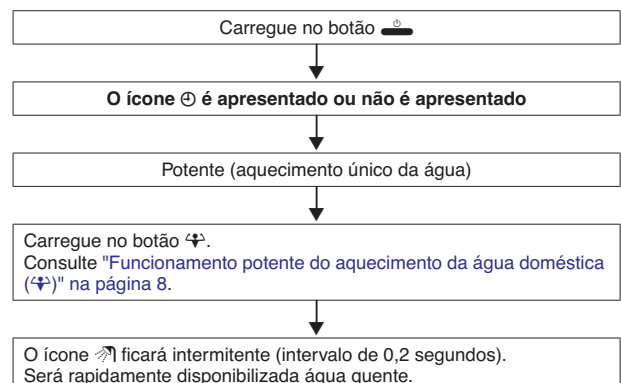 Carregue no botão
O ícone é apresentado ou não é apresentado
Potente (aquecimento único da água)
Carregue no botão .
Consulte "Funcionamento potente do aquecimento da água doméstica
()" na página 8.
O ícone ficará intermitente (intervalo de 0,2 segundos).
Será rapidamente disponibilizada água quente.